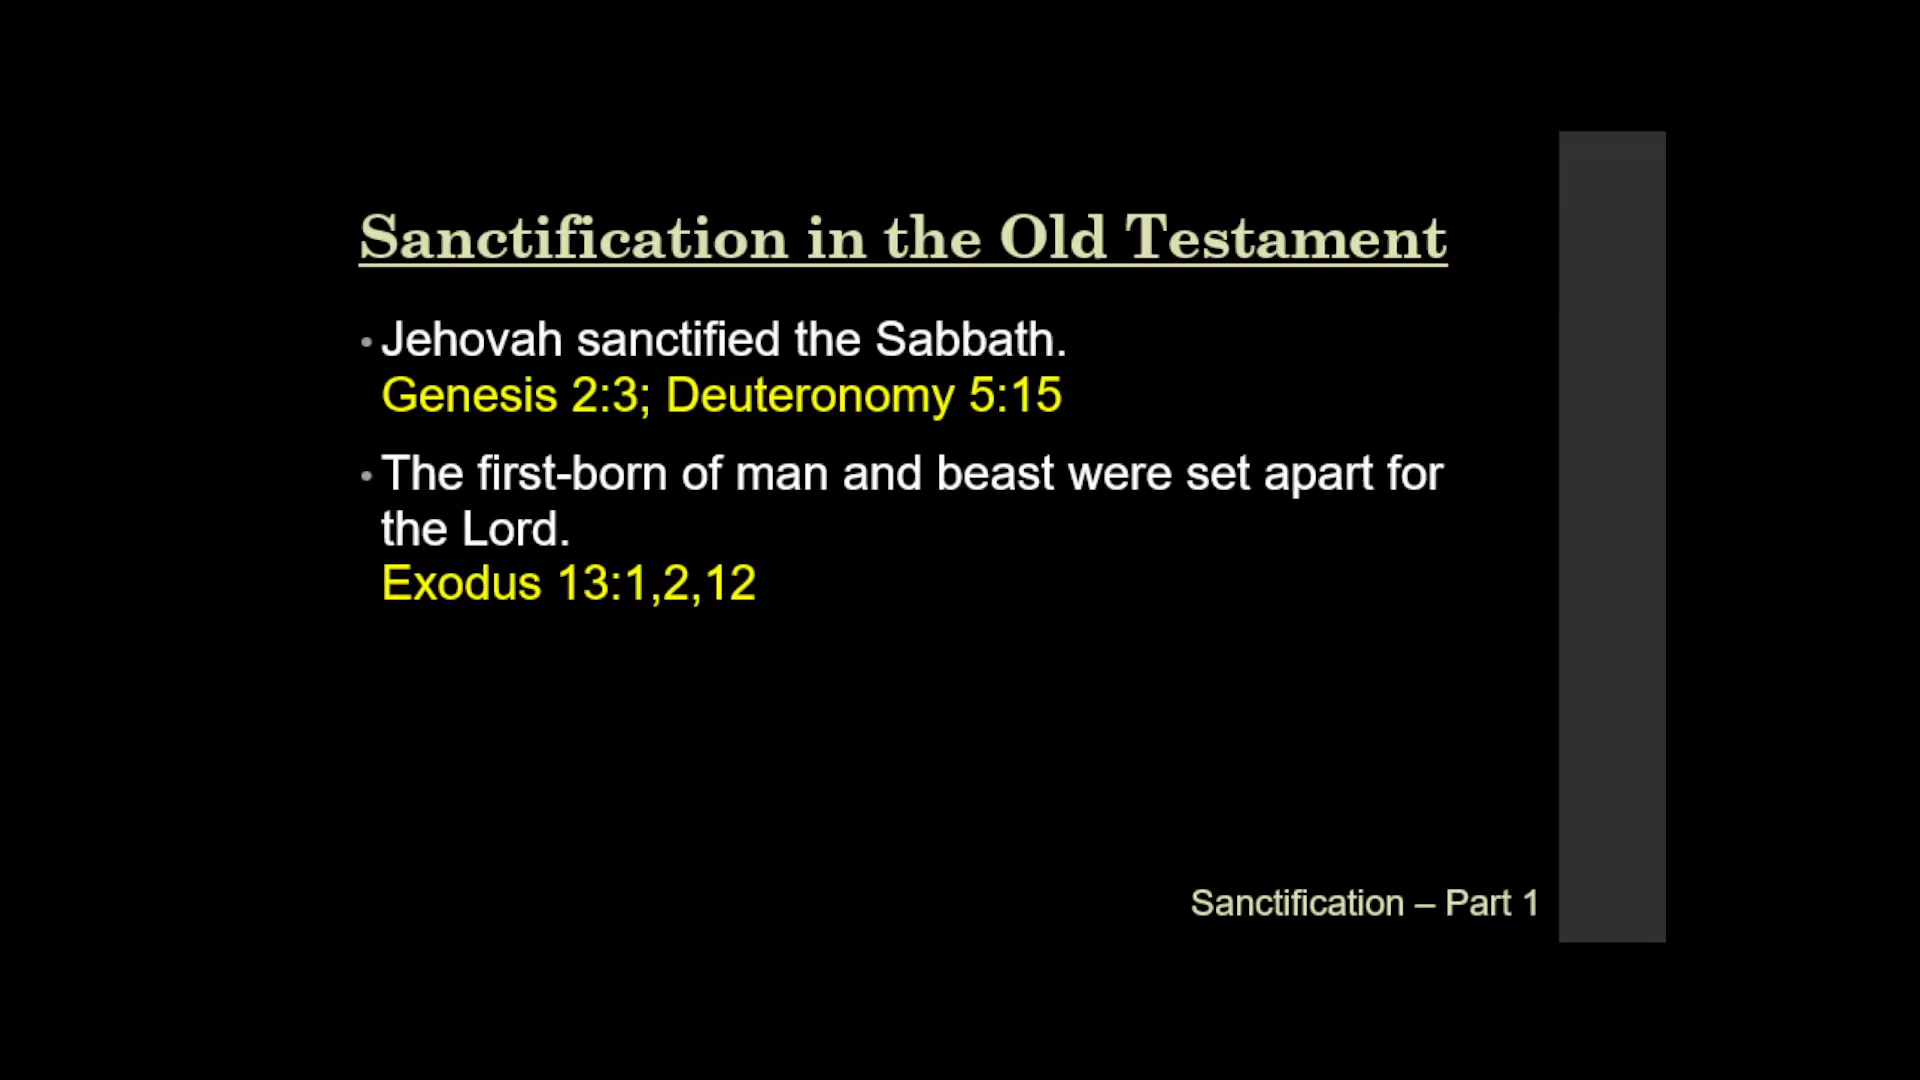 Sanctification in the Old Testament
• Jehovah sanctified the Sabbath.
Genesis 2:3; Deuteronomy 5:15
• The first-born of man and beast were set apart for
the Lord.
Exodus 13:1,2,12
Sanctification – Part 1